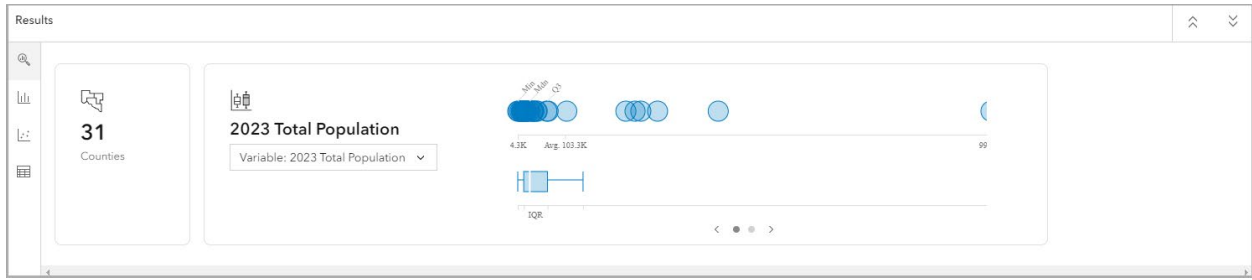 Results
31
Counties
2023 Total Population
Variable: 2023 Total Population
Min Mdn Q3
4.3K Avg. 103.3K 99
IQR